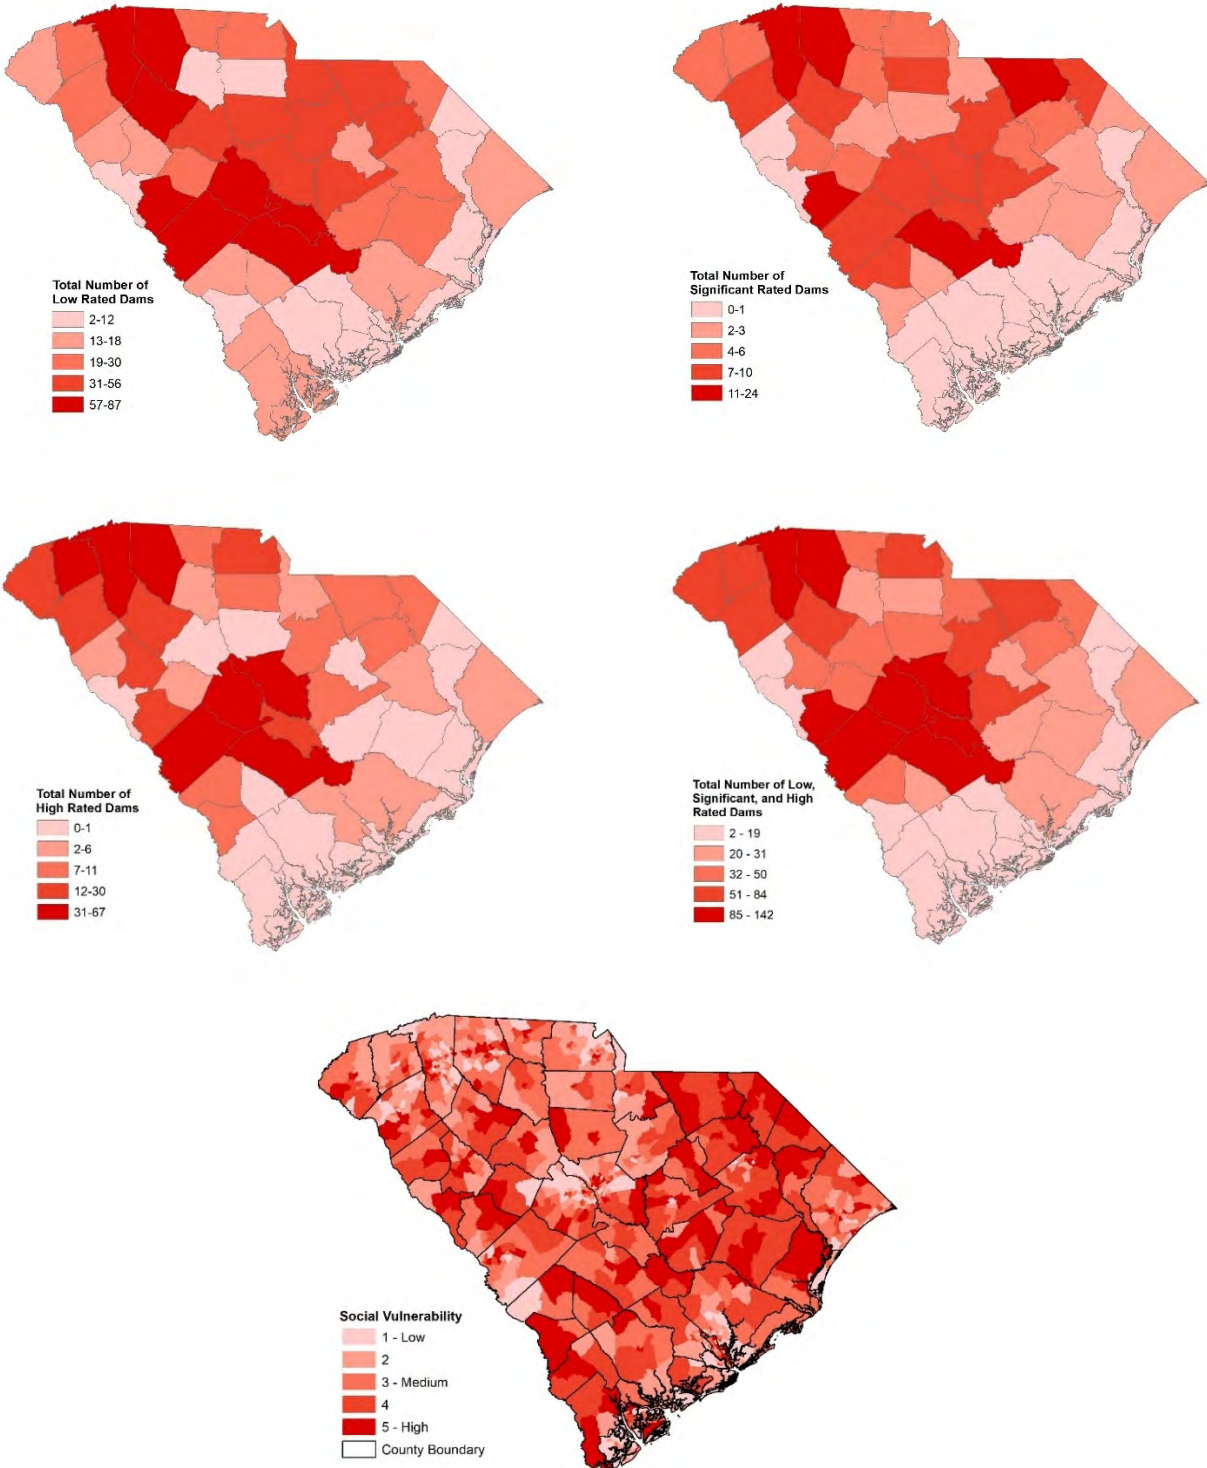 Total Number of
Low Rated Dams
2-12
13-18
19-30
31-56
57-87
Total Number of
Significant Rated Dams
0-1
2-3
4-6
7-10
11-24
Total Number of
High Rated Dams
0-1
2-6
7-11
12-30
31-67
Total Number of Low,
Significant, and High
Rated Dams
2 - 19
20 - 31
32 - 50
51 - 84
85 - 142
Social Vulnerability
1 - Low
2
3 - Medium
4
5 - High
County Boundary